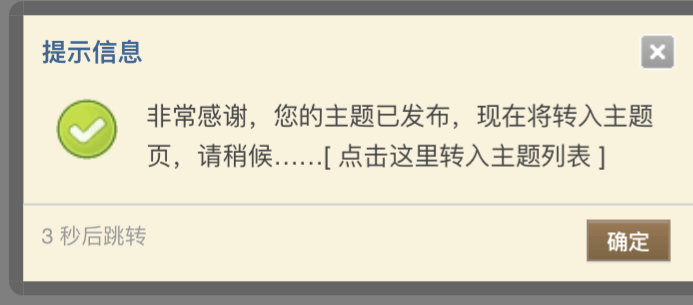 提示信息
非常感谢，您的主题已发布，现在将转入主题
页，请稍候……[ 点击这里转入主题列表 ]
3 秒后跳转
确定